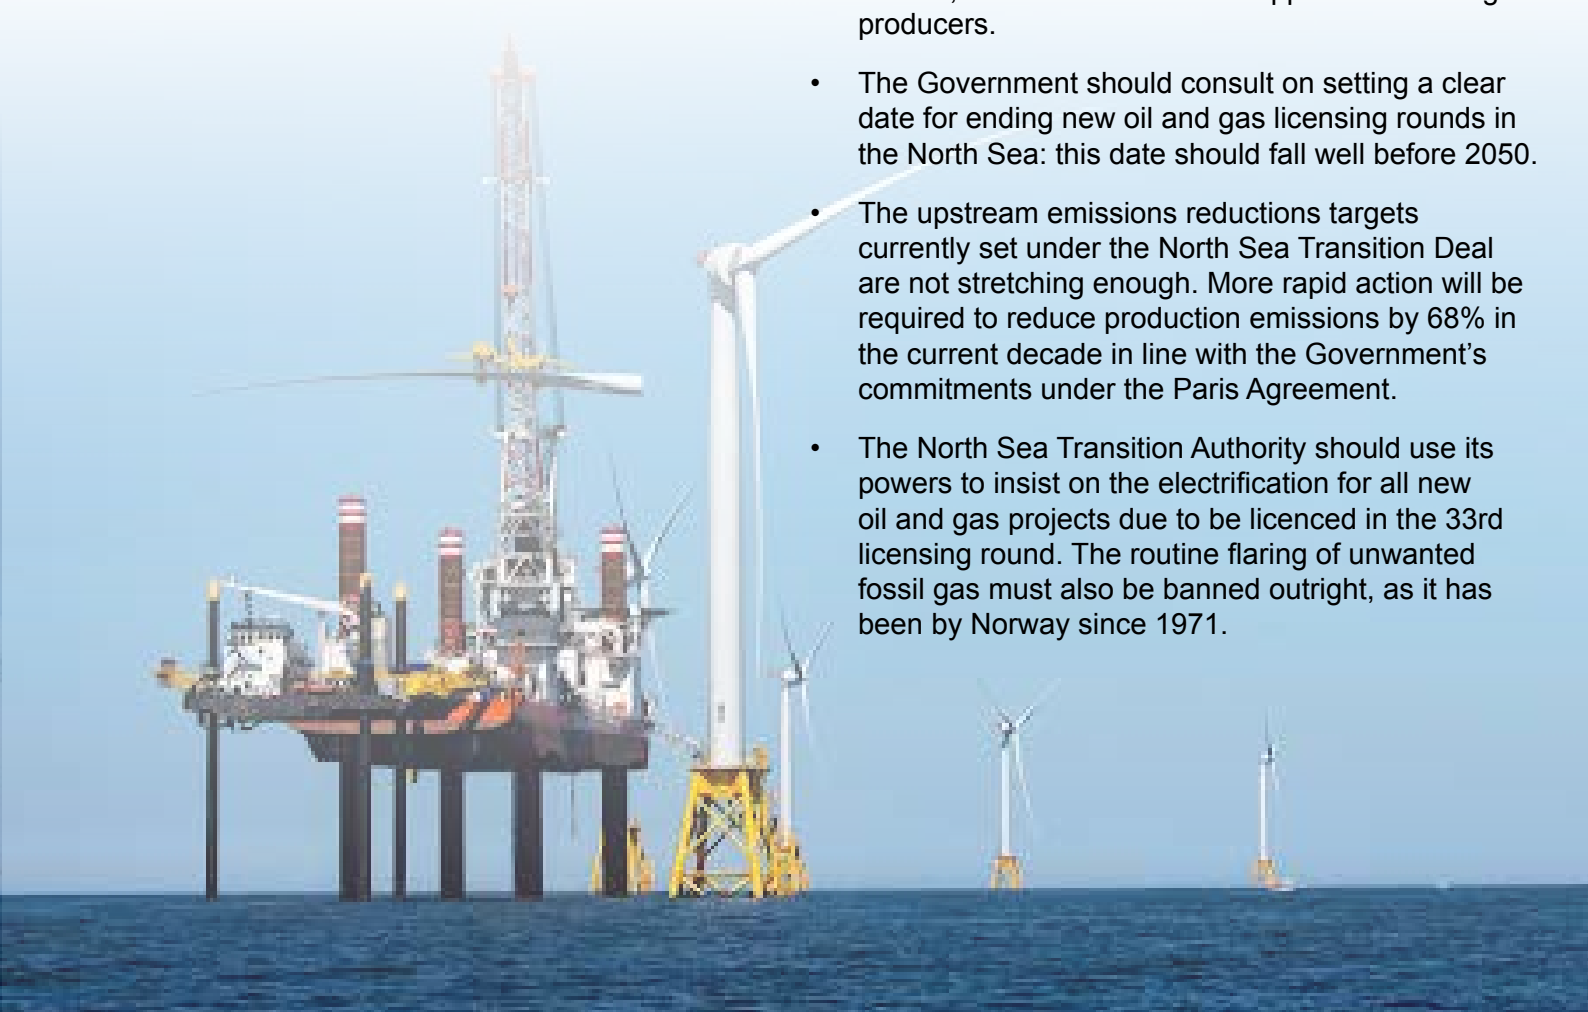 producers.
• The Government should consult on setting a clear
date for ending new oil and gas licensing rounds in
the North Sea: this date should fall well before 2050.
• The upstream emissions reductions targets
currently set under the North Sea Transition Deal
are not stretching enough. More rapid action will be
required to reduce production emissions by 68% in
the current decade in line with the Government’s
commitments under the Paris Agreement.
• The North Sea Transition Authority should use its
powers to insist on the electrification for all new
oil and gas projects due to be licenced in the 33rd
licensing round. The routine flaring of unwanted
fossil gas must also be banned outright, as it has
been by Norway since 1971.